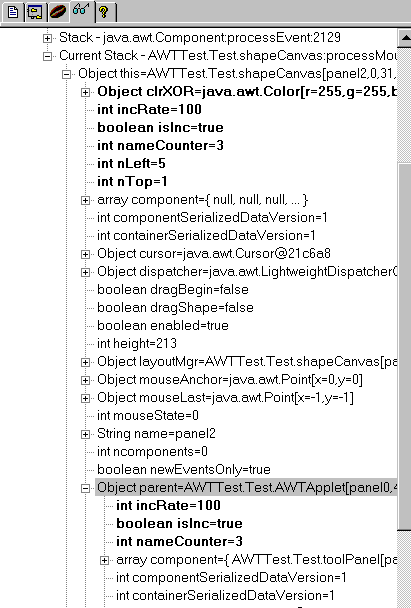 Stack - java.awt.Component:processEvent:2129
Current Stack - AWTTest.Test.shapeCanvas:processMou
Object this=AWTTest.Test.shapeCanvas[panel2,0,31,
Object clrXOR=java.awt.Color[r=255,g=255,b
int incRate=100
boolean isInc=true
int nameCounter=3
int nLeft=5
int nTop=1
array component={ null, null, null, ... }
int componentSerializedDataVersion=1
int containerSerializedDataVersion=1
Object cursor=java.awt.Cursor@21c6a8
Object dispatcher=java.awt.LightweightDispatcher@
boolean dragBegin=false
boolean dragShape=false
boolean enabled=true
int height=213
Object layoutMgr=AWTTest.Test.shapeCanvas[pa
Object mouseAnchor=java.awt.Point[x=0,y=0]
Object mouseLast=java.awt.Point[x=-1,y=-1]
int mouseState=0
String name=panel2
int ncomponents=0
boolean newEventsOnly=true
Object parent=AWTTest.Test.AWTApplet[panel0,4
int incRate=100
boolean isInc=true
int nameCounter=3
array component={ AWTTest.Test.toolPanel[pa
int componentSerializedDataVersion=1
int containerSerializedDataVersion=1